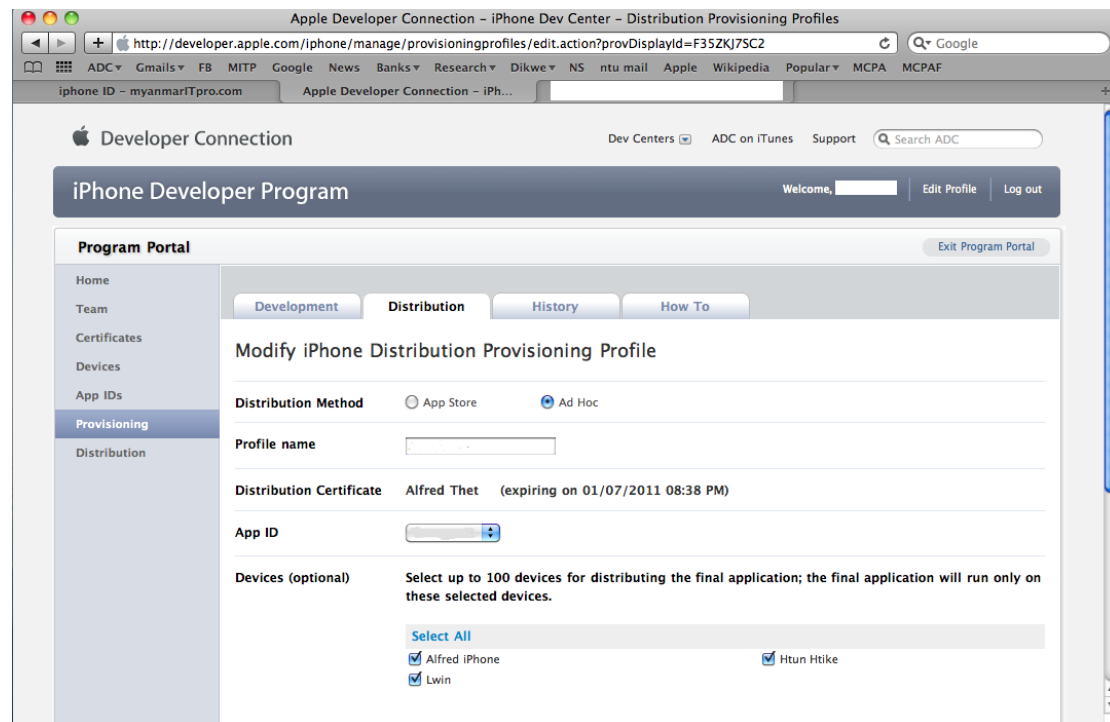 Apple Developer Connection – iPhone Dev Center – Distribution Provisioning Profiles
http://developer.apple.com/iphone/manage/provisioningprofiles/edit.action?provDisplayId=F35ZKJ7SC2
Google
ADC Gmails FB MITP Google News Banks Research Dikwe NS ntu mail Apple Wikipedia Popular MCPA MCPAF
iphone ID – myanmarITpro.com
Apple Developer Connection – iPh...
Developer Connection
Dev Centers ADC on iTunes Support Search ADC
iPhone Developer Program
Welcome, Edit Profile Log out
Program Portal
Exit Program Portal
Home
Team
Certificates
Devices
App IDs
Provisioning
Distribution
Development Distribution History How To
Modify iPhone Distribution Provisioning Profile
Distribution Method App Store Ad Hoc
Profile name
Distribution Certificate Alfred Thet (expiring on 01/07/2011 08:38 PM)
App ID
Devices (optional) Select up to 100 devices for distributing the final application; the final application will run only on
these selected devices.
Select All
Alfred iPhone Htun Htike
Lwin